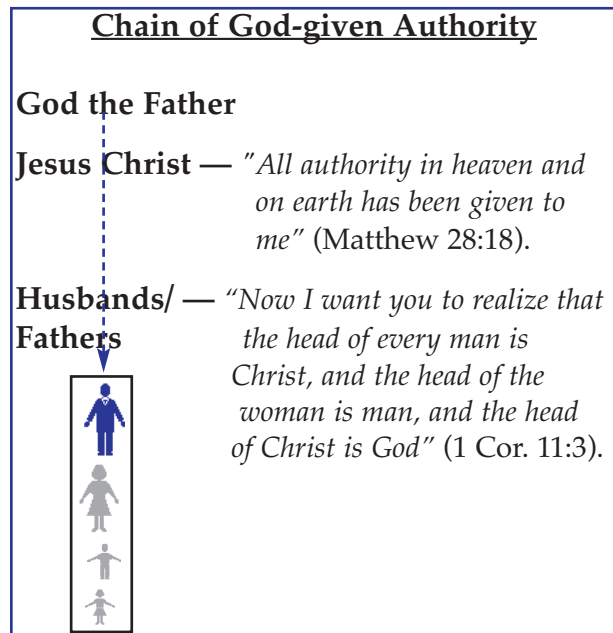 Chain of God-given Authority
God the Father
Jesus Christ — "All authority in heaven and
on earth has been given to
me” (Matthew 28:18).
Husbands/ — “Now I want you to realize that
Fathers the head of every man is
Christ, and the head of the
woman is man, and the head
of Christ is God” (1 Cor. 11:3).